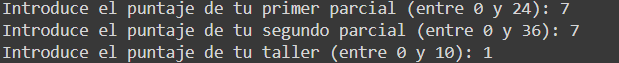 Introduce el puntaje de tu primer parcial (entre 0 y 24): 7
Introduce el puntaje de tu segundo parcial (entre 0 y 36): 7
Introduce el puntaje de tu taller (entre 0 y 10): 1